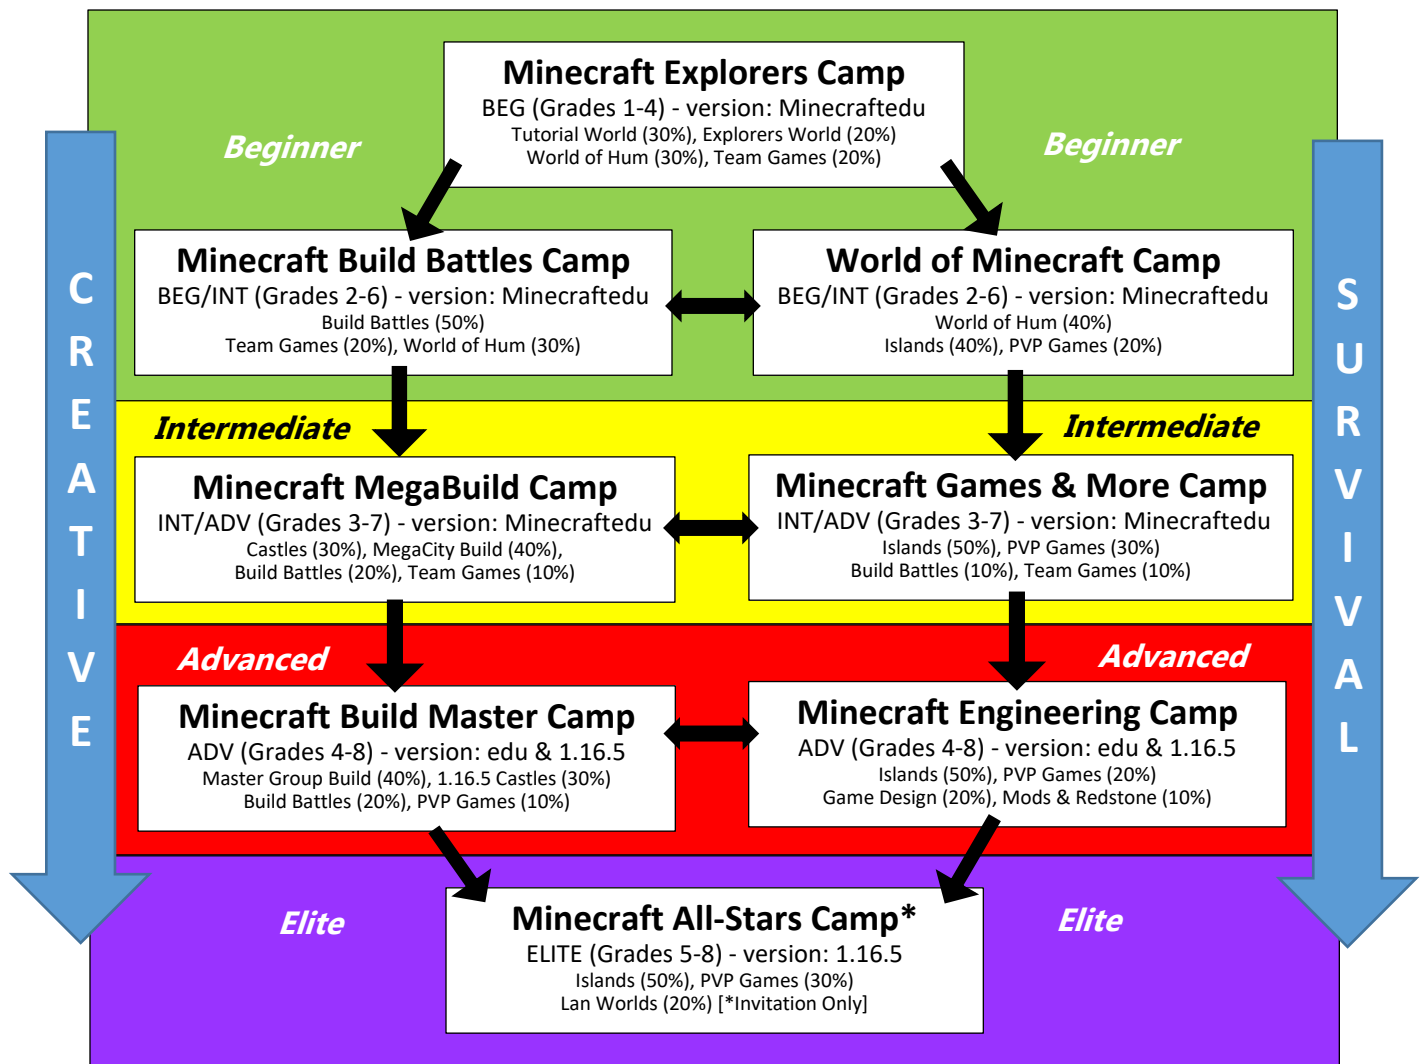 Minecraft Explorers Camp
BEG (Grades 1-4) - version: Minecraftedu
Tutorial World (30%), Explorers World (20%)
World of Hum (30%), Team Games (20%)
Beginner
Beginner
CREATIVE
SURVIVAL
Minecraft Build Battles Camp
BEG/INT (Grades 2-6) - version: Minecraftedu
Build Battles (50%)
Team Games (20%), World of Hum (30%)
World of Minecraft Camp
BEG/INT (Grades 2-6) - version: Minecraftedu
World of Hum (40%)
Islands (40%), PVP Games (20%)
Intermediate
Intermediate
Minecraft MegaBuild Camp
INT/ADV (Grades 3-7) - version: Minecraftedu
Castles (30%), MegaCity Build (40%),
Build Battles (20%), Team Games (10%)
Minecraft Games & More Camp
INT/ADV (Grades 3-7) - version: Minecraftedu
Islands (50%), PVP Games (30%)
Build Battles (10%), Team Games (10%)
Advanced
Advanced
Minecraft Build Master Camp
ADV (Grades 4-8) - version: edu & 1.16.5
Master Group Build (40%), 1.16.5 Castles (30%)
Build Battles (20%), PVP Games (10%)
Minecraft Engineering Camp
ADV (Grades 4-8) - version: edu & 1.16.5
Islands (50%), PVP Games (20%)
Game Design (20%), Mods & Redstone (10%)
Elite
Elite
Minecraft All-Stars Camp*
ELITE (Grades 5-8) - version: 1.16.5
Islands (50%), PVP Games (30%)
Lan Worlds (20%) [*Invitation Only]